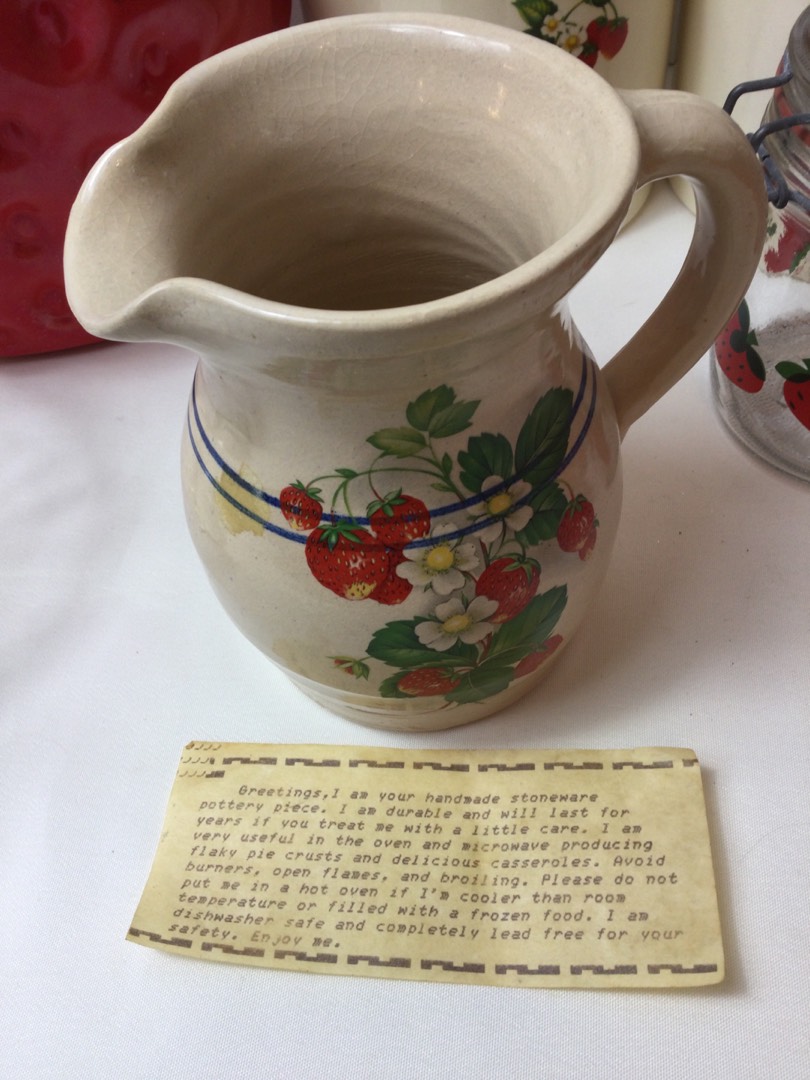 Greetings,I am your handmade stoneware
pottery piece. I am durable and will last for
years if you treat me with a little care. I am
very useful in the oven and microwave producing
flaky pie crusts and delicious casseroles. Avoid
burners, open flames, and broiling. Please do not
put me in a hot oven if I'm cooler than room
temperature or filled with a frozen food. I am
dishwasher safe and completely lead free for your
safety. Enjoy me.